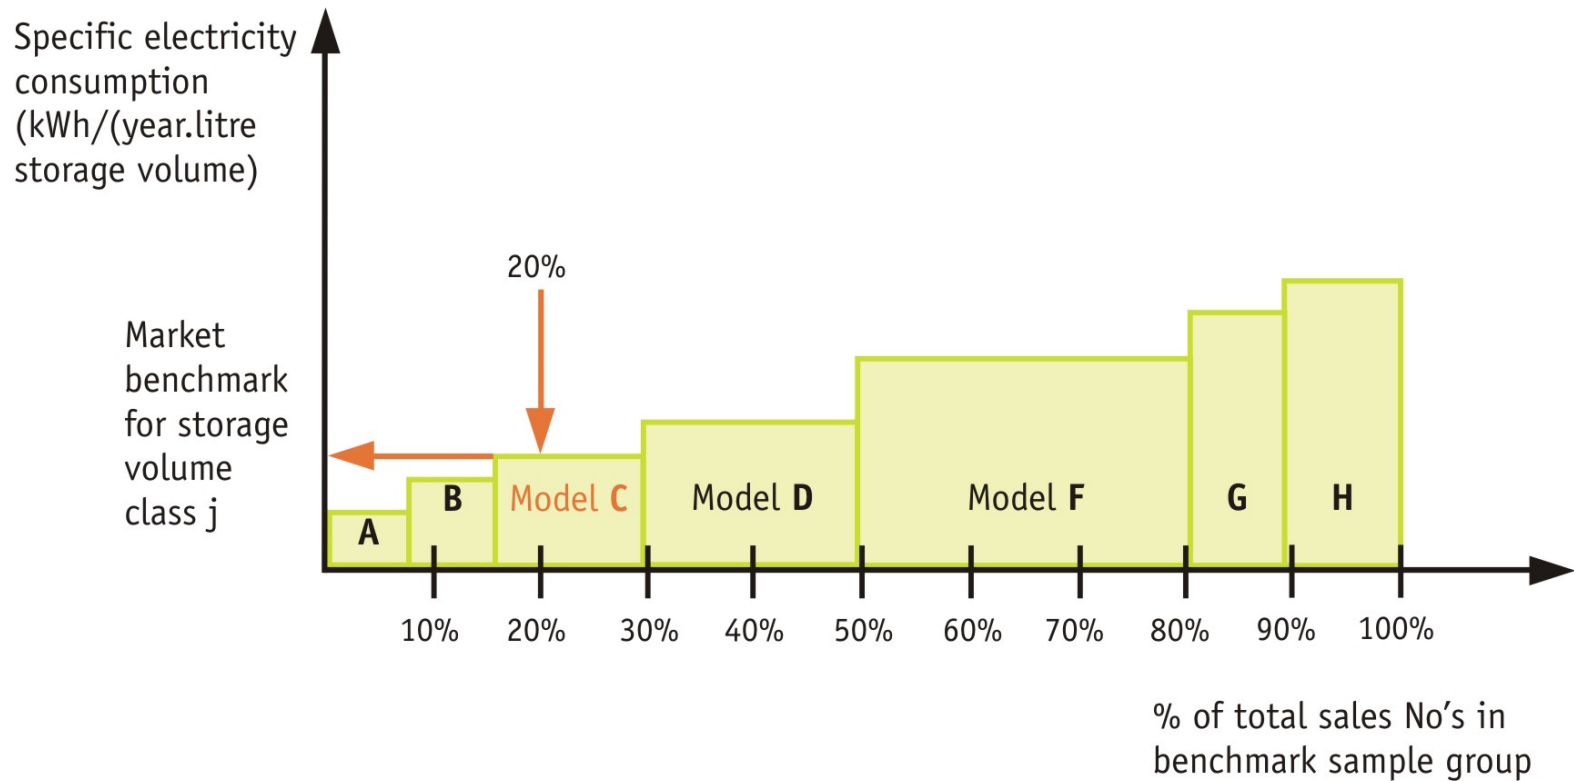 Specific electricity
consumption
(kWh/(year.litre
storage volume)
20%
Market
benchmark
for storage
volume
class j
A
B
Model C
Model D
Model F
G
H
10%
20%
30%
40%
50%
60%
70%
80%
90%
100%
% of total sales No’s in
benchmark sample group